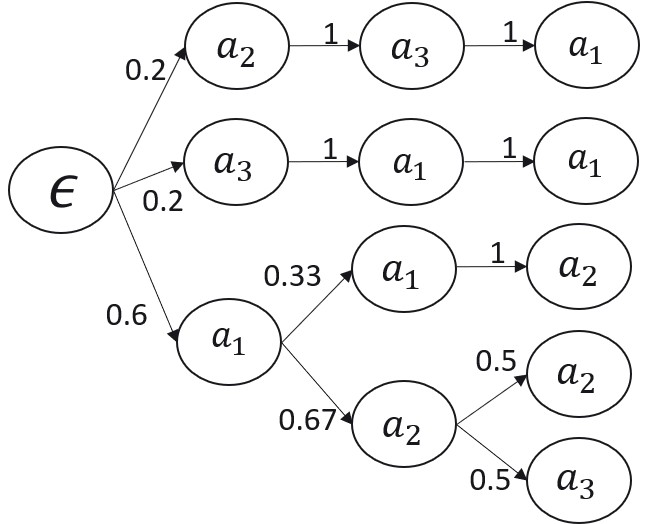 a₂ 1 a₃ 1 a₁
0.2
a₃ 1 a₁ 1 a₁
ϵ
0.2
a₁ 1 a₂
0.33
0.6
a₁
0.5 a₂
0.67 a₂
0.5 a₃